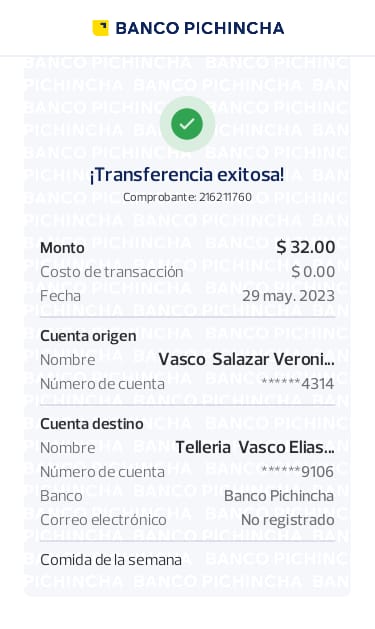 BANCO PICHINCHA
¡Transferencia exitosa!
Comprobante: 216211760
Monto $ 32.00
Costo de transacción $ 0.00
Fecha 29 may. 2023
Cuenta origen
Nombre Vasco Salazar Veroni...
Número de cuenta ******4314
Cuenta destino
Nombre Telleria Vasco Elias...
Número de cuenta ******9106
Banco Banco Pichincha
Correo electrónico No registrado
Comida de la semana